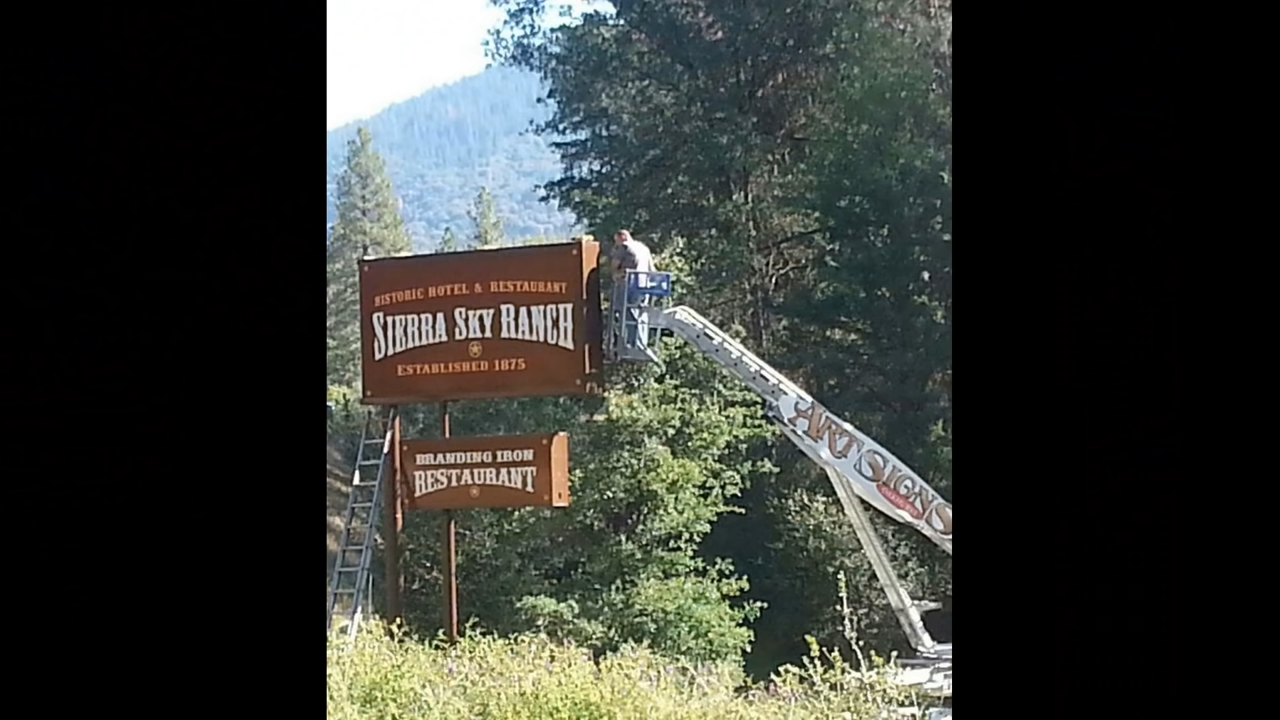 HISTORIC HOTEL & RESTAURANT
SIERRA SKY RANCH
ESTABLISHED 1875
BRANDING IRON
RESTAURANT
ART SIGNS